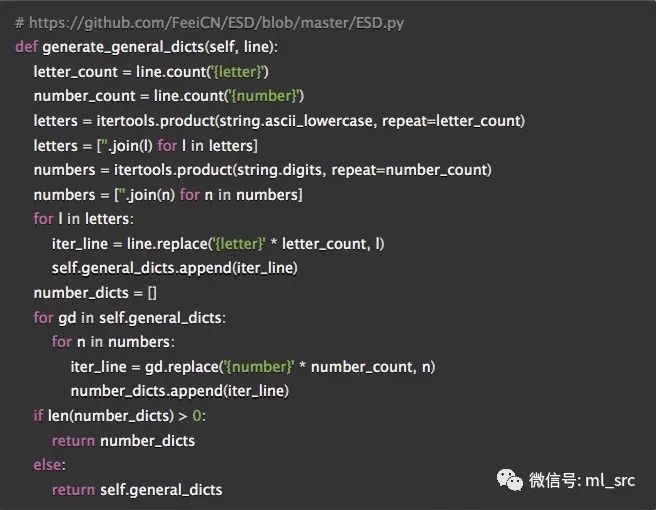 # https://github.com/FeeiCN/ESD/blob/master/ESD.py
def generate_general_dicts(self, line):
    letter_count = line.count('{letter}')
    number_count = line.count('{number}')
    letters = itertools.product(string.ascii_lowercase, repeat=letter_count)
    letters = [''.join(l) for l in letters]
    numbers = itertools.product(string.digits, repeat=number_count)
    numbers = [''.join(n) for n in numbers]
    for l in letters:
        iter_line = line.replace('{letter}' * letter_count, l)
        self.general_dicts.append(iter_line)
    number_dicts = []
    for gd in self.general_dicts:
        for n in numbers:
            iter_line = gd.replace('{number}' * number_count, n)
            number_dicts.append(iter_line)
    if len(number_dicts) > 0:
        return number_dicts
    else:
        return self.general_dicts
微信号: ml_src